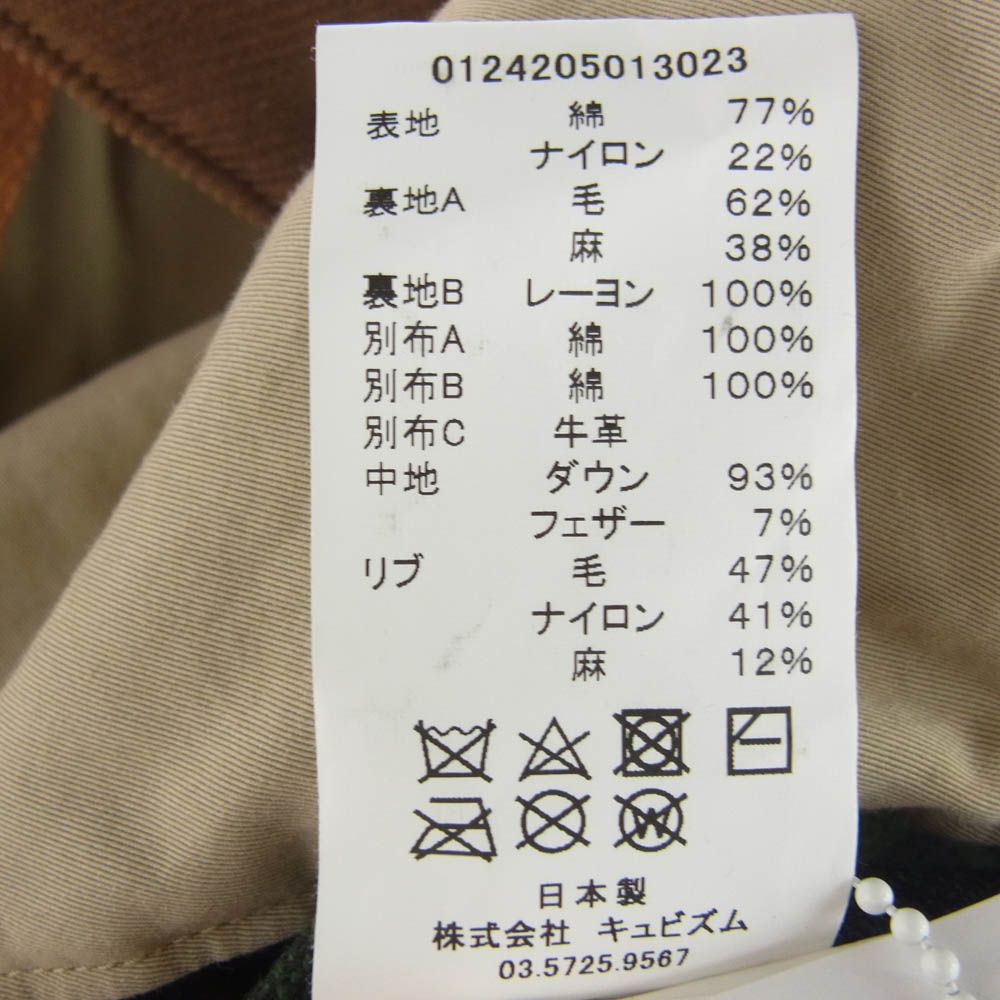 0124205013023
表地 綿 77%
ナイロン 22%
裏地A 毛 62%
麻 38%
裏地B レーヨン 100%
別布A 綿 100%
別布B 綿 100%
別布C 牛革
中地 ダウン 93%
フェザー 7%
リブ 毛 47%
ナイロン 41%
麻 12%
W
日本製
株式会社 キュビズム
03.5725.9567